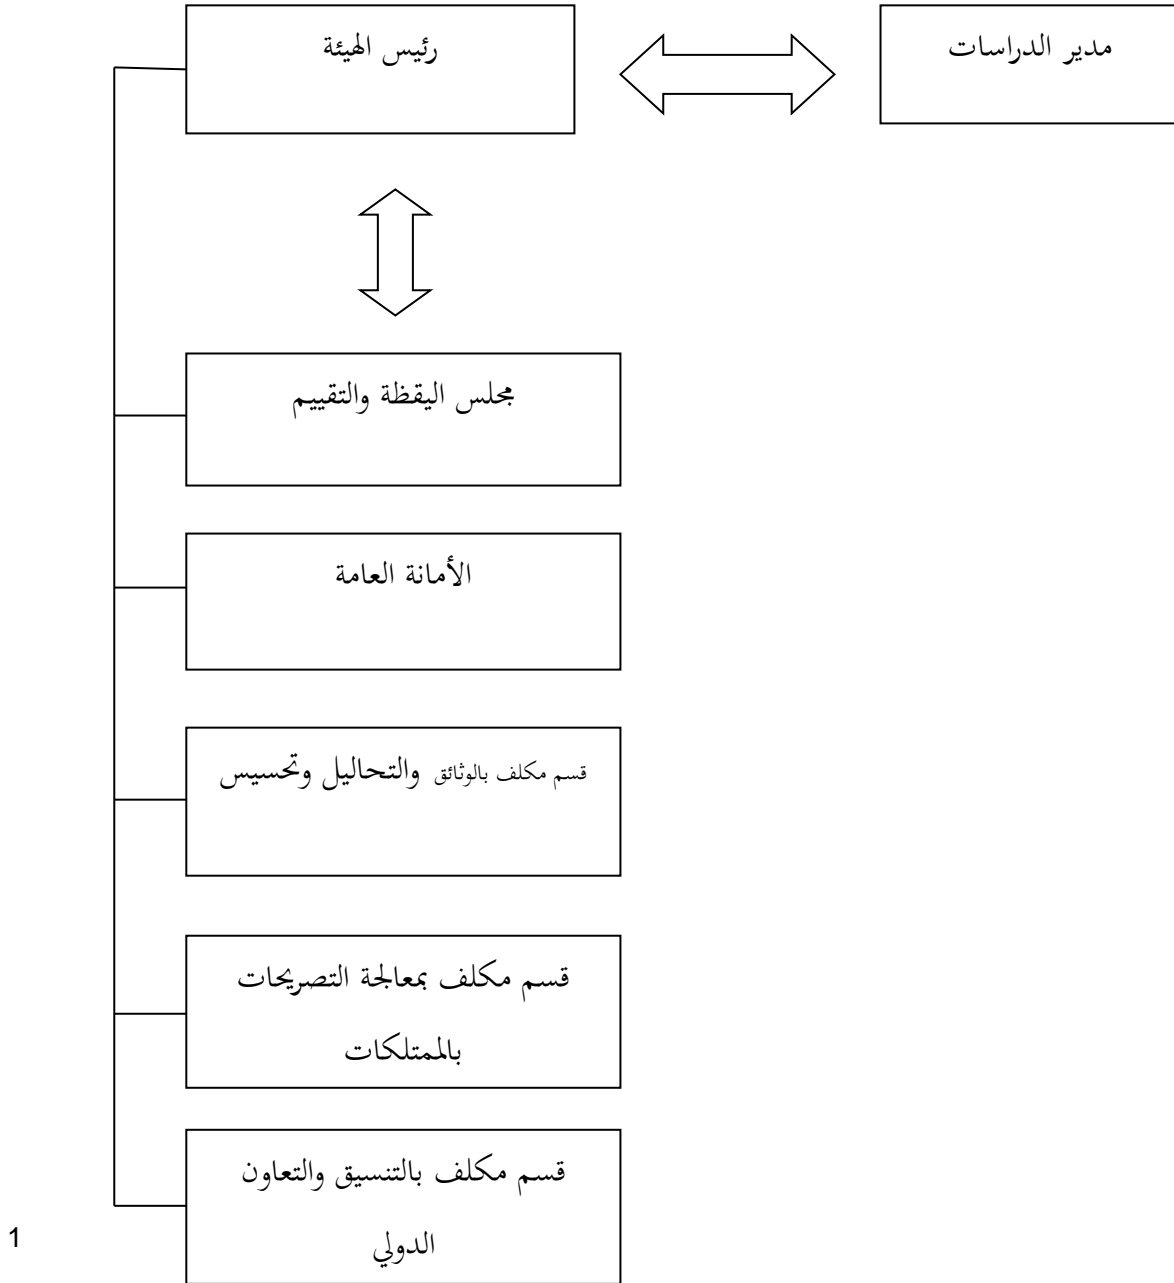 رئيس الهيئة
مدير الدراسات
مجلس اليقظة والتقييم
الأمانة العامة
قسم مكلف بالوثائق والتحاليل وتحسيس
قسم مكلف بمعالجة التصريحات
بالممتلكات
قسم مكلف بالتنسيق والتعاون
الدولي
1